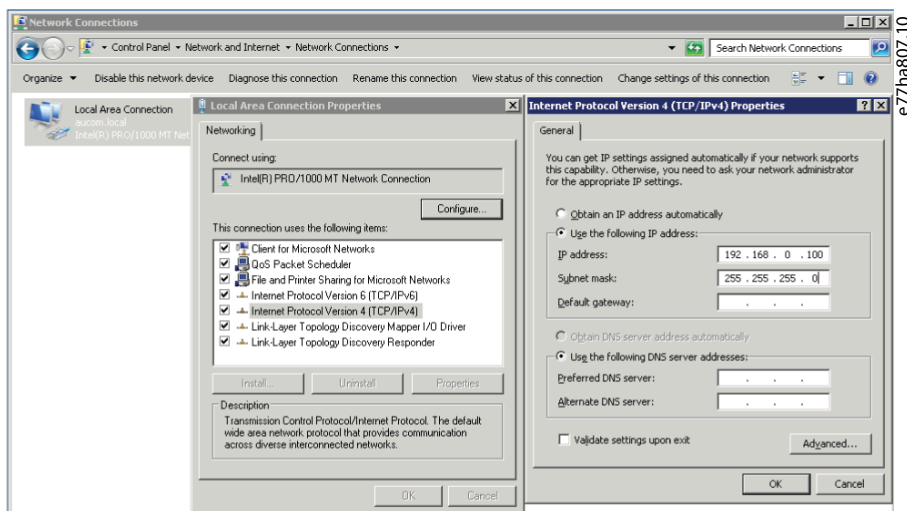 Network Connections
Control Panel Network and Internet Network Connections
Search Network Connections
Organize Disable this network device Diagnose this connection Rename this connection View status of this connection Change settings of this connection
Local Area Connection
aucom.local
Intel(R) PRO/1000 MT Net
Local Area Connection Properties
Networking
Connect using:
Intel(R) PRO/1000 MT Network Connection
Configure...
This connection uses the following items:
Client for Microsoft Networks
QoS Packet Scheduler
File and Printer Sharing for Microsoft Networks
Internet Protocol Version 6 (TCP/IPv6)
Internet Protocol Version 4 (TCP/IPv4)
Link-Layer Topology Discovery Mapper I/O Driver
Link-Layer Topology Discovery Responder
Install... Uninstall Properties
Description
Transmission Control Protocol/Internet Protocol. The default
wide area network protocol that provides communication
across diverse interconnected networks.
OK Cancel
Internet Protocol Version 4 (TCP/IPv4) Properties
General
You can get IP settings assigned automatically if your network supports
this capability. Otherwise, you need to ask your network administrator
for the appropriate IP settings.
Obtain an IP address automatically
Use the following IP address:
IP address: 192 . 168 . 0 . 100
Subnet mask: 255 . 255 . 255 . 0
Default gateway: . . .
Obtain DNS server address automatically
Use the following DNS server addresses:
Preferred DNS server: . . .
Alternate DNS server: . . .
Validate settings upon exit
Advanced...
OK Cancel
e77ha807.10